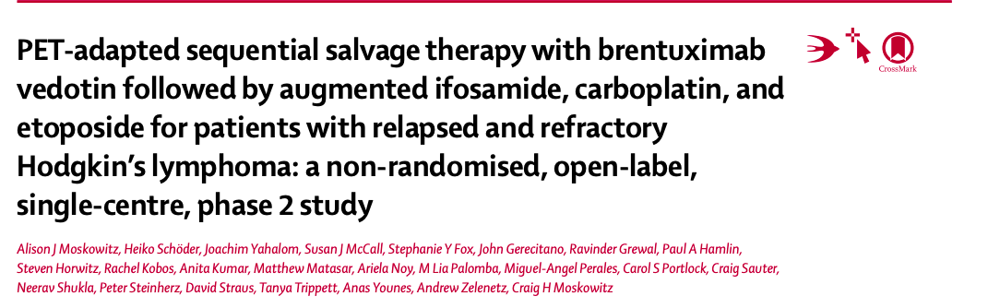 PET-adapted sequential salvage therapy with brentuximab
vedotin followed by augmented ifosamide, carboplatin, and
etoposide for patients with relapsed and refractory
Hodgkin’s lymphoma: a non-randomised, open-label,
single-centre, phase 2 study
CrossMark
Alison J Moskowitz, Heiko Schöder, Joachim Yahalom, Susan J McCall, Stephanie Y Fox, John Gerecitano, Ravinder Grewal, Paul A Hamlin,
Steven Horwitz, Rachel Kobos, Anita Kumar, Matthew Matasar, Ariela Noy, M Lia Palomba, Miguel-Angel Perales, Carol S Portlock, Craig Sauter,
Neerav Shukla, Peter Steinherz, David Straus, Tanya Trippett, Anas Younes, Andrew Zelenetz, Craig H Moskowitz